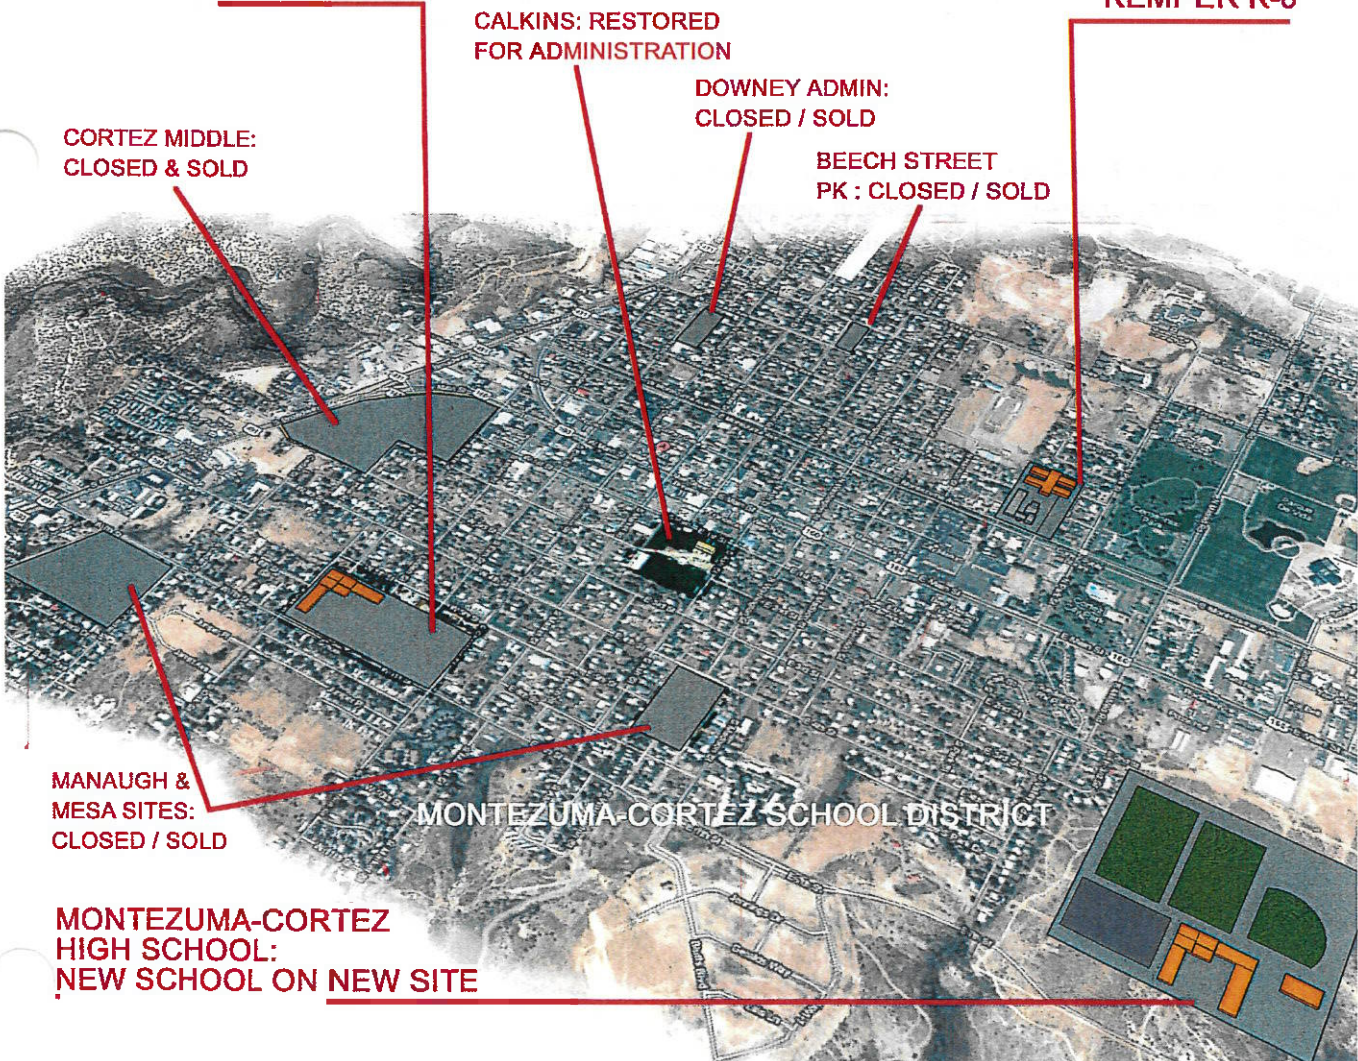 CALKINS: RESTORED
FOR ADMINISTRATION
DOWNEY ADMIN:
CLOSED / SOLD
CORTEZ MIDDLE:
CLOSED & SOLD
BEECH STREET
PK : CLOSED / SOLD
160
MANAUGH &
MESA SITES:
CLOSED / SOLD
MONTEZUMA-CORTEZ SCHOOL DISTRICT
MONTEZUMA-CORTEZ
HIGH SCHOOL:
NEW SCHOOL ON NEW SITE